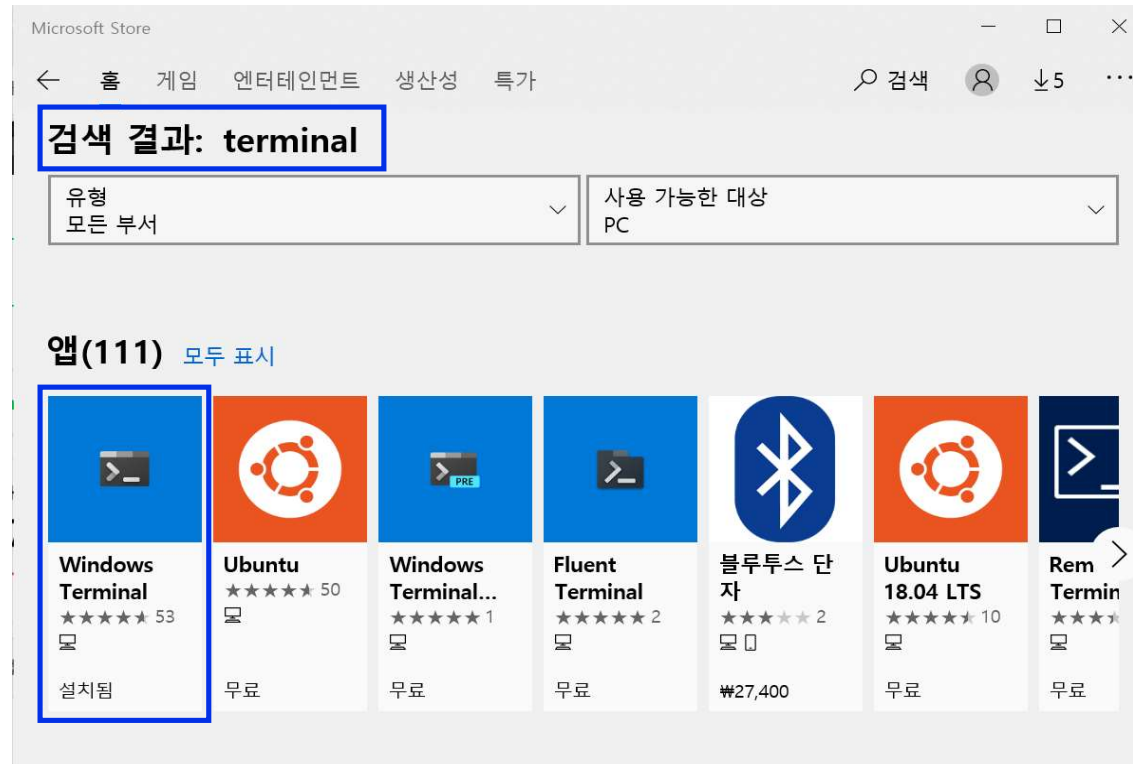 Microsoft Store
홈 게임 엔터테인먼트 생산성 특가 검색 5
검색 결과: terminal
유형
모든 부서
사용 가능한 대상
PC
앱(111) 모두 표시
PRE
Windows
Terminal
53
설치됨
Ubuntu
50
무료
Windows
Terminal...
1
무료
Fluent
Terminal
2
무료
블루투스 단
자
2
₩27,400
Ubuntu
18.04 LTS
10
무료
Rem
Termin
무료